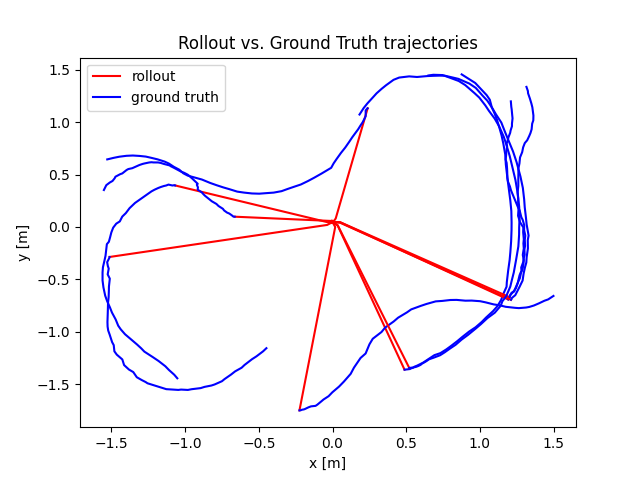 Rollout vs. Ground Truth trajectories
rollout
ground truth
1.5
1.0
0.5
0.0
−0.5
−1.0
−1.5
y [m]
−1.5 −1.0 −0.5 0.0 0.5 1.0 1.5
x [m]